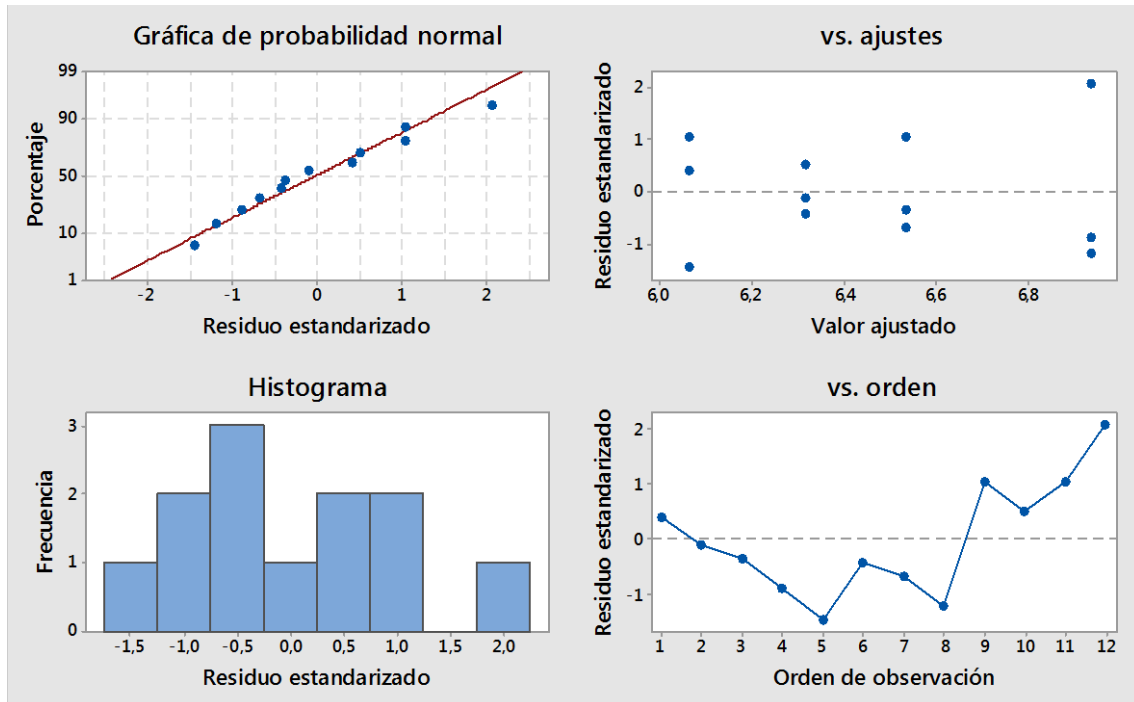 Gráfica de probabilidad normal
99
90
50
10
1
Porcentaje
-2 -1 0 1 2
Residuo estandarizado
vs. ajustes
2
1
0
-1
Residuo estandarizado
6,0 6,2 6,4 6,6 6,8
Valor ajustado
Histograma
3
2
1
0
Frecuencia
-1,5 -1,0 -0,5 0,0 0,5 1,0 1,5 2,0
Residuo estandarizado
vs. orden
2
1
0
-1
Residuo estandarizado
1 2 3 4 5 6 7 8 9 10 11 12
Orden de observación